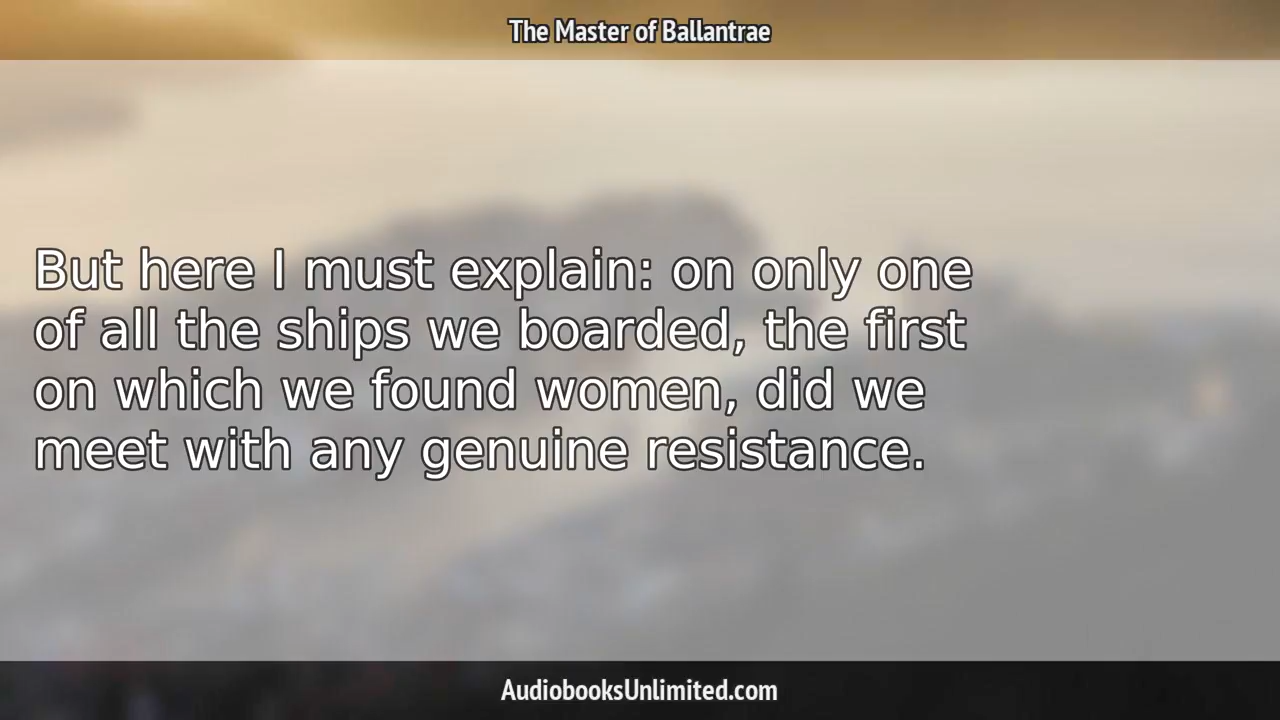 The Master of Ballantrae
But here I must explain: on only one
of all the ships we boarded, the first
on which we found women, did we
meet with any genuine resistance.
AudiobooksUnlimited.com